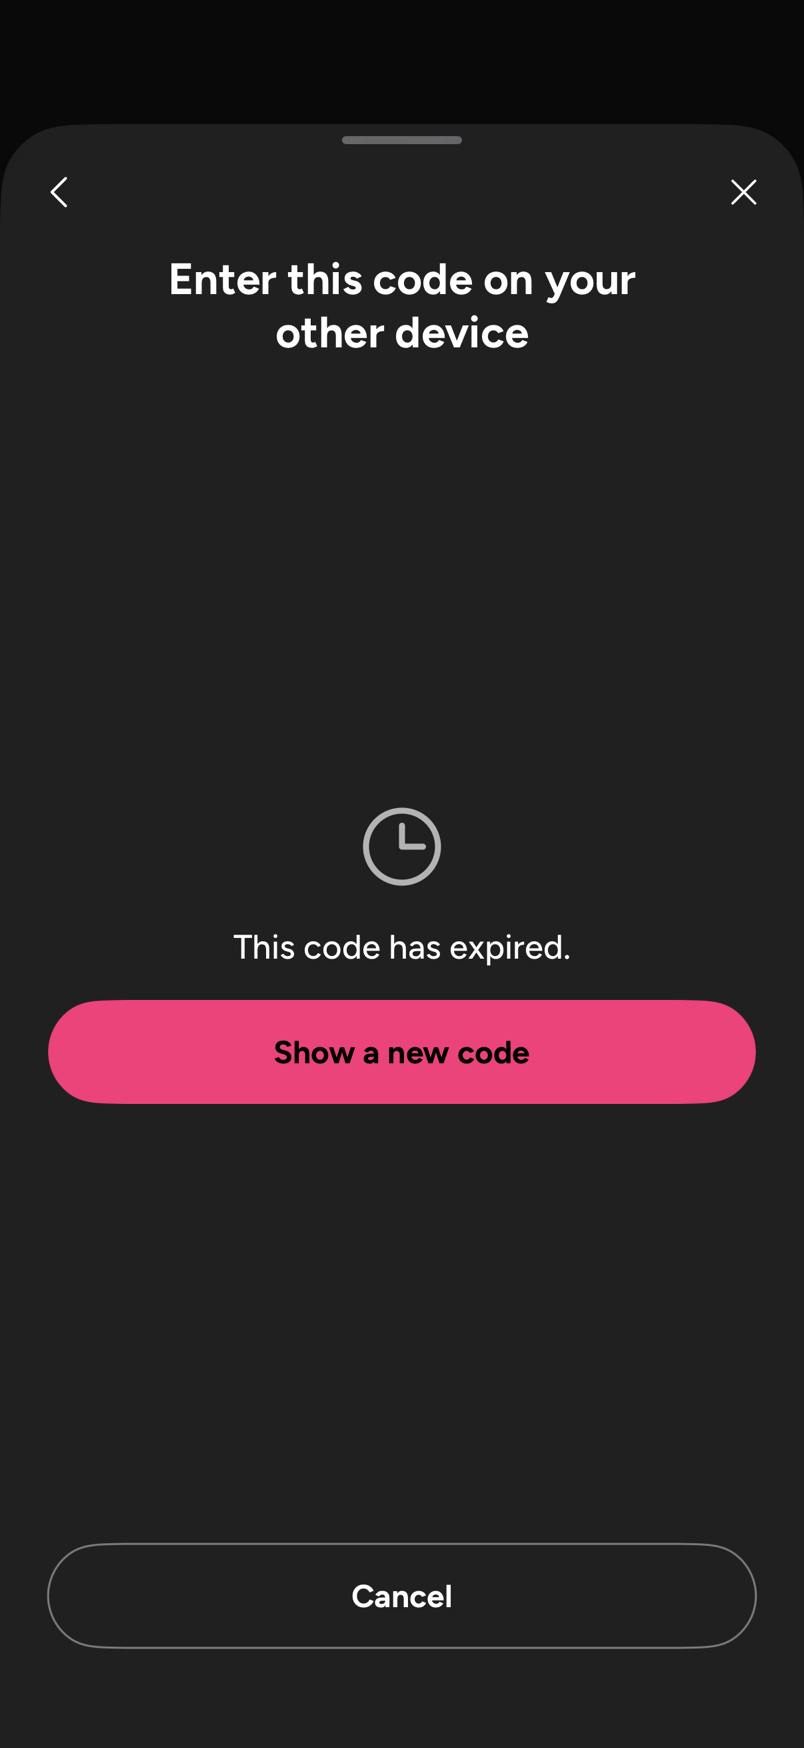 Enter this code on your
other device
This code has expired.
Show a new code
Cancel